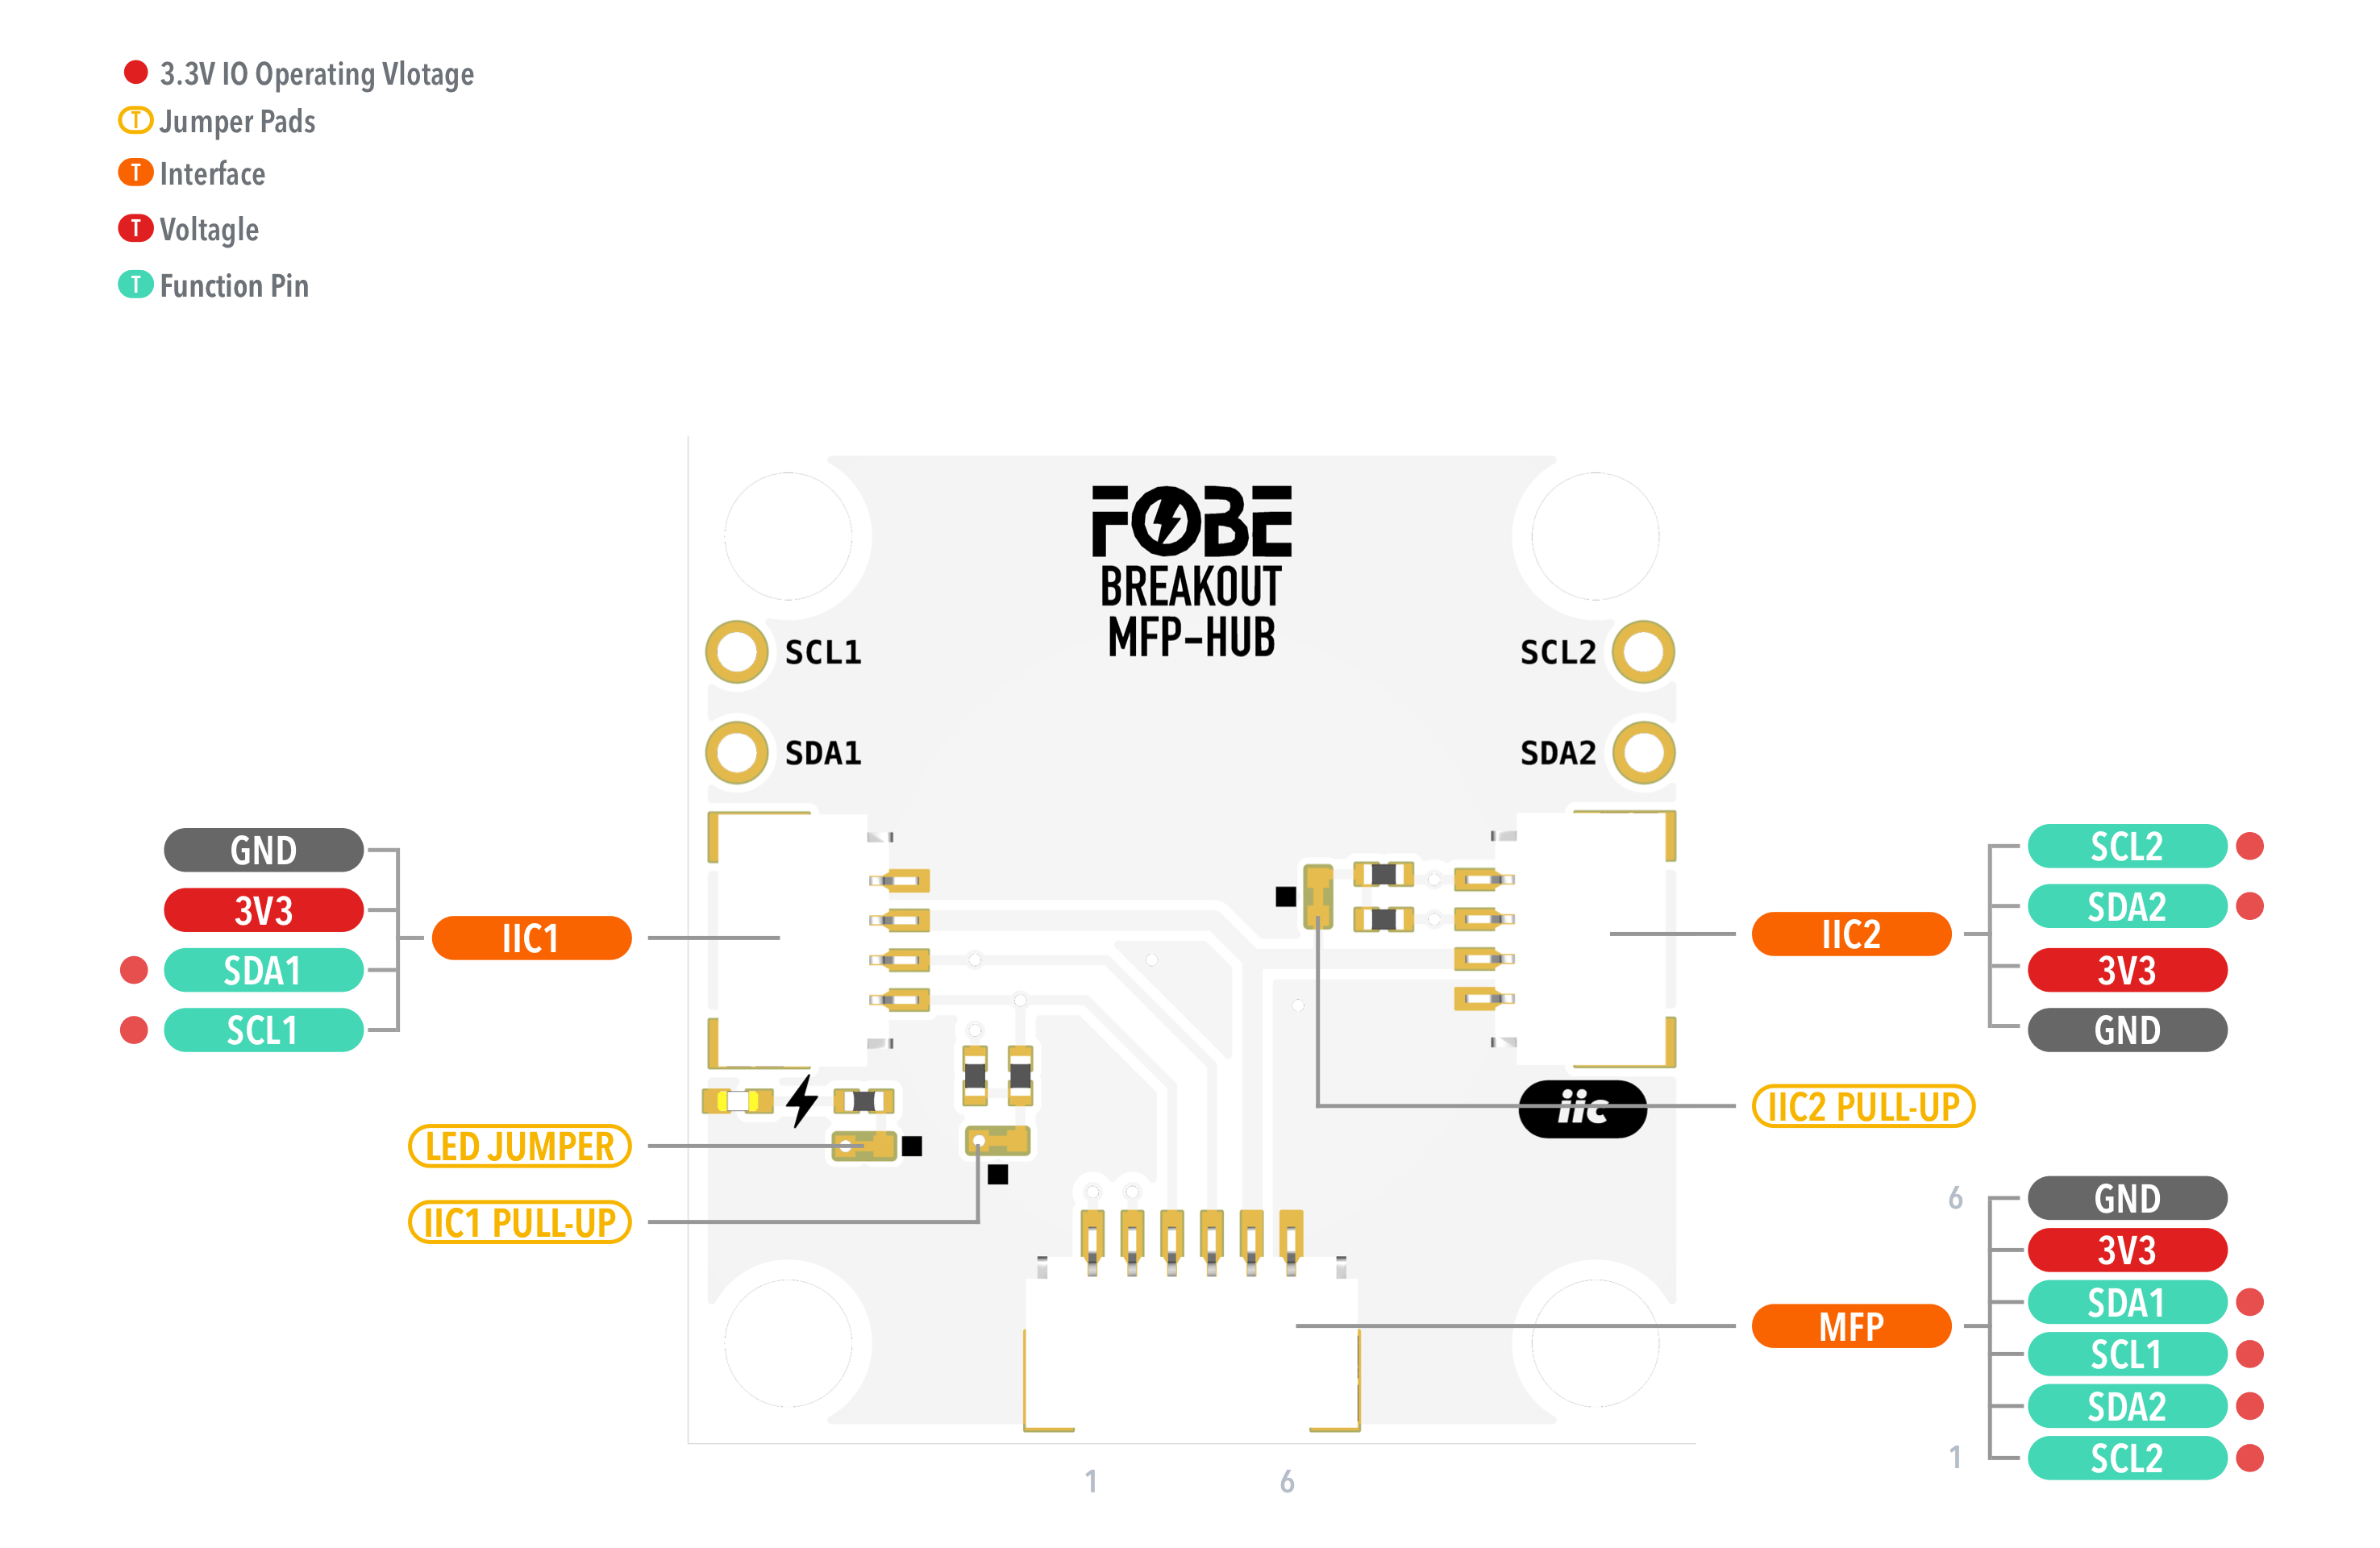 3.3V IO Operating Vlotage
T Jumper Pads
T Interface
T Voltagle
T Function Pin
FOBE
BREAKOUT
MFP-HUB
SCL1
SCL2
SDA1
SDA2
GND
3V3
SDA1
SCL1
IIC1
IIC2
SCL2
SDA2
3V3
GND
iic
IIC2 PULL-UP
LED JUMPER
IIC1 PULL-UP
MFP
6 GND
3V3
SDA1
SCL1
SDA2
1 SCL2
1 6